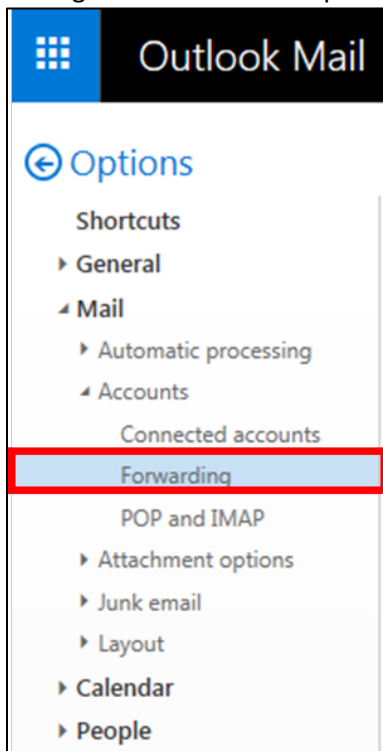 Outlook Mail
Options
Shortcuts
General
Mail
Automatic processing
Accounts
Connected accounts
Forwarding
POP and IMAP
Attachment options
Junk email
Layout
Calendar
People